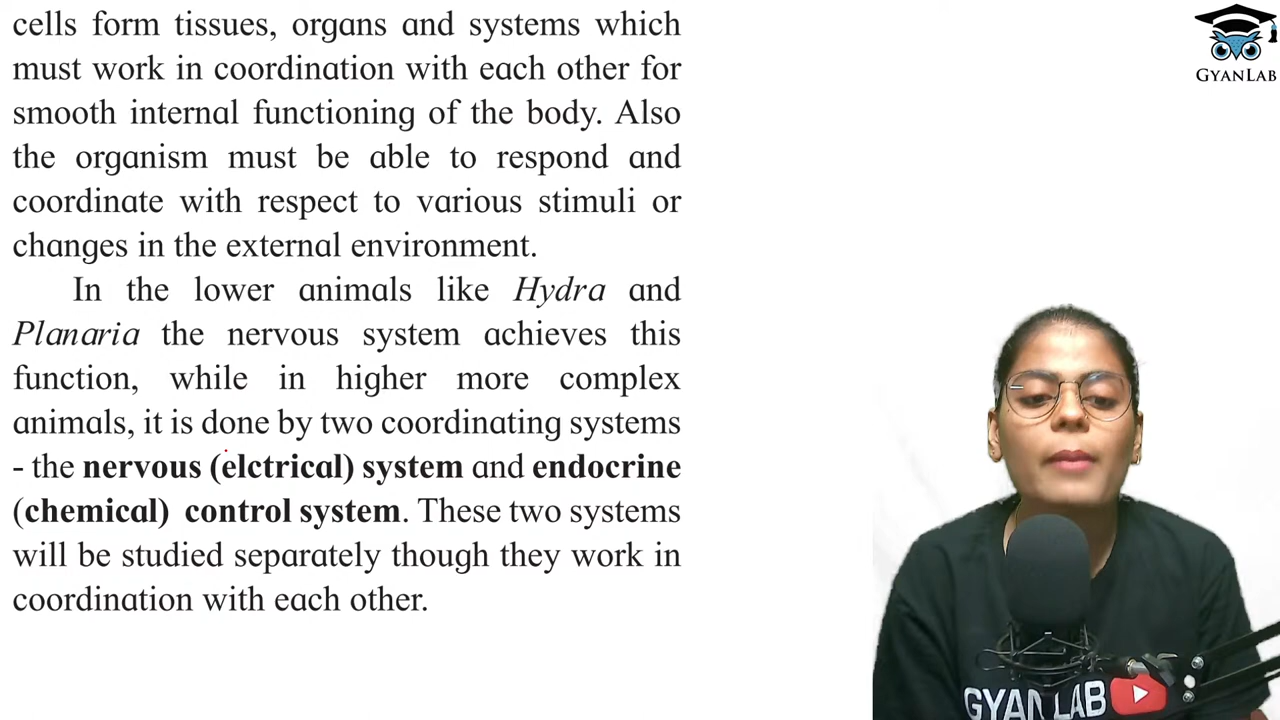 cells form tissues, organs and systems which
must work in coordination with each other for
smooth internal functioning of the body. Also
the organism must be able to respond and
coordinate with respect to various stimuli or
changes in the external environment.
In the lower animals like Hydra and
Planaria the nervous system achieves this
function, while in higher more complex
animals, it is done by two coordinating systems
- the nervous (elctrical) system and endocrine
(chemical) control system. These two systems
will be studied separately though they work in
coordination with each other.
GYANLAB
GYAN LAB